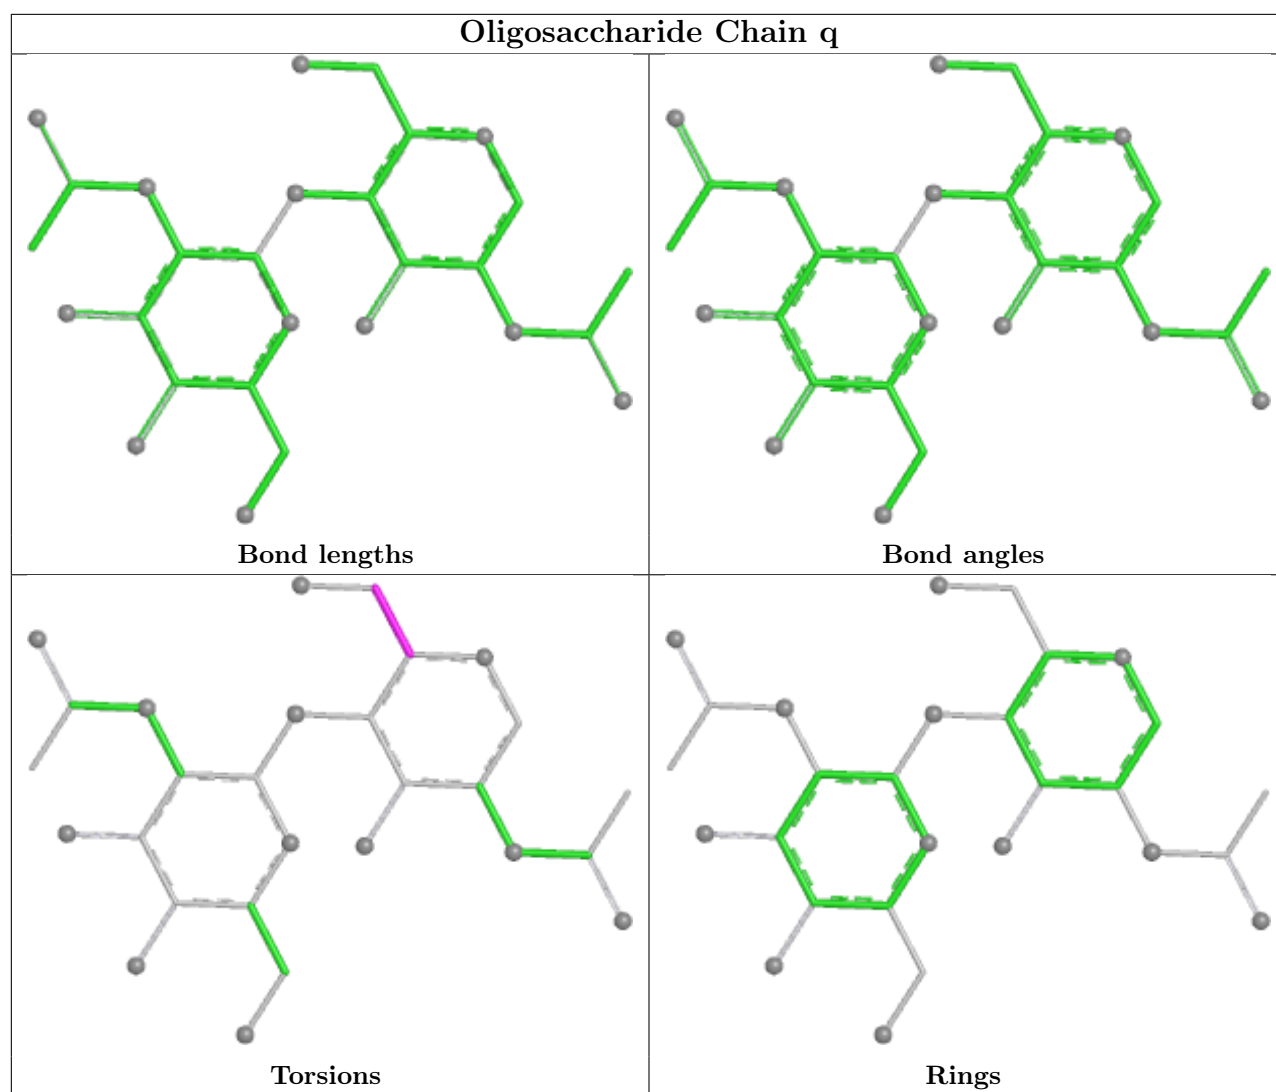 Oligosaccharide Chain q
Bond lengths
Bond angles
Torsions
Rings